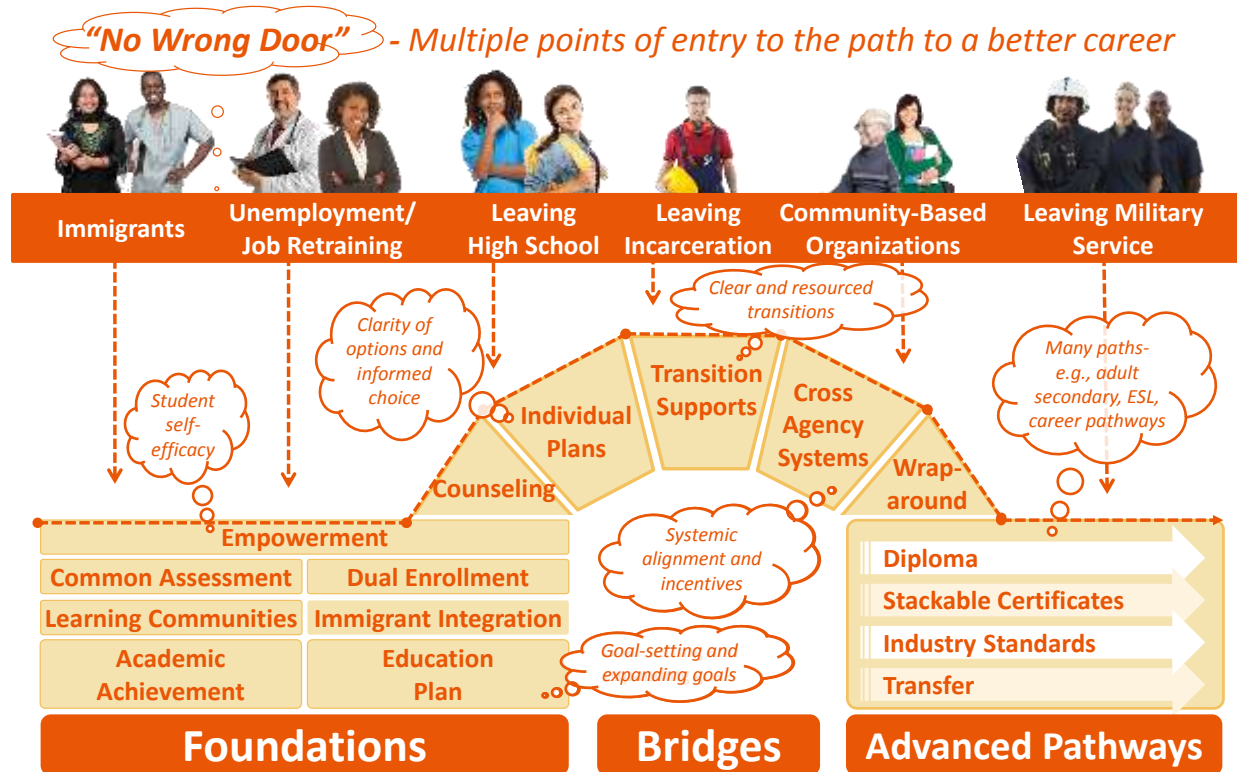 “No Wrong Door” - Multiple points of entry to the path to a better career
Immigrants
Unemployment/
Job Retraining
Leaving
High School
Leaving
Incarceration
Community-Based
Organizations
Leaving Military
Service
Clear and resourced
transitions
Clarity of
options and
informed
choice
Many paths-
e.g., adult
secondary, ESL,
career pathways
Student
self-
efficacy
Counseling
Individual
Plans
Transition
Supports
Cross
Agency
Systems
Wrap-
around
Empowerment
Common Assessment
Dual Enrollment
Learning Communities
Immigrant Integration
Academic
Achievement
Education
Plan
Systemic
alignment and
incentives
Goal-setting and
expanding goals
Diploma
Stackable Certificates
Industry Standards
Transfer
Foundations
Bridges
Advanced Pathways